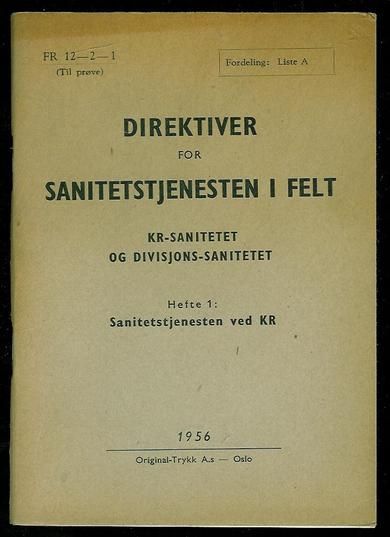 FR 12—2—1
(Til prøve)
Fordeling: Liste A
DIREKTIVER
FOR
SANITETSTJENESTEN I FELT
KR-SANITETET
OG DIVISJONS-SANITETET
Hefte 1:
Sanitetstjenesten ved KR
1956
Original-Trykk A.s — Oslo